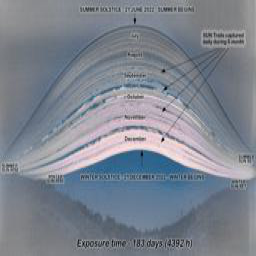 SUMMER SOLSTICE - 21 JUNE 2022 - SUMMER BEGINS
July
SUN Trails captured
daily during 6 month
August
September
October
November
December
WINTER SOLSTICE - 21 DECEMBER 2022 - WINTER BEGINS
Exposure time - 183 days (4392 h)